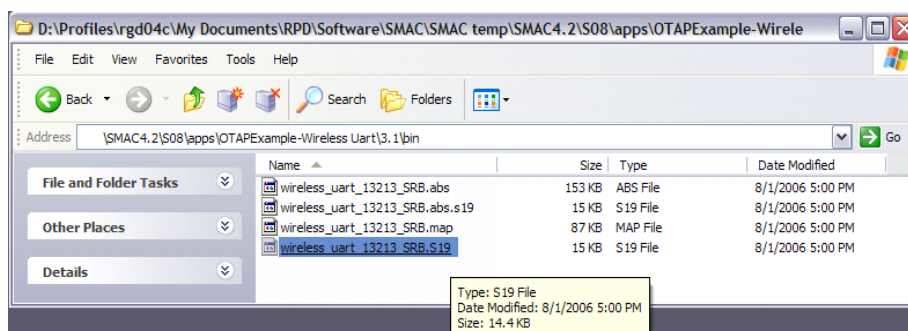 D:\Profiles\rgd04c\My Documents\RPD\Software\SMAC\SMAC temp\SMAC4.2\S08\apps\OTAPExample-Wirele
File Edit View Favorites Tools Help
Back Search Folders
Address \SMAC4.2\S08\apps\OTAPExample-Wireless Uart\3.1\bin Go
Name Size Type Date Modified
File and Folder Tasks
wireless_uart_13213_SRB.abs 153 KB ABS File 8/1/2006 5:00 PM
wireless_uart_13213_SRB.abs.s19 15 KB S19 File 8/1/2006 5:00 PM
Other Places
wireless_uart_13213_SRB.map 87 KB MAP File 8/1/2006 5:00 PM
wireless_uart_13213_SRB.S19 15 KB S19 File 8/1/2006 5:00 PM
Details
Type: S19 File
Date Modified: 8/1/2006 5:00 PM
Size: 14.4 KB